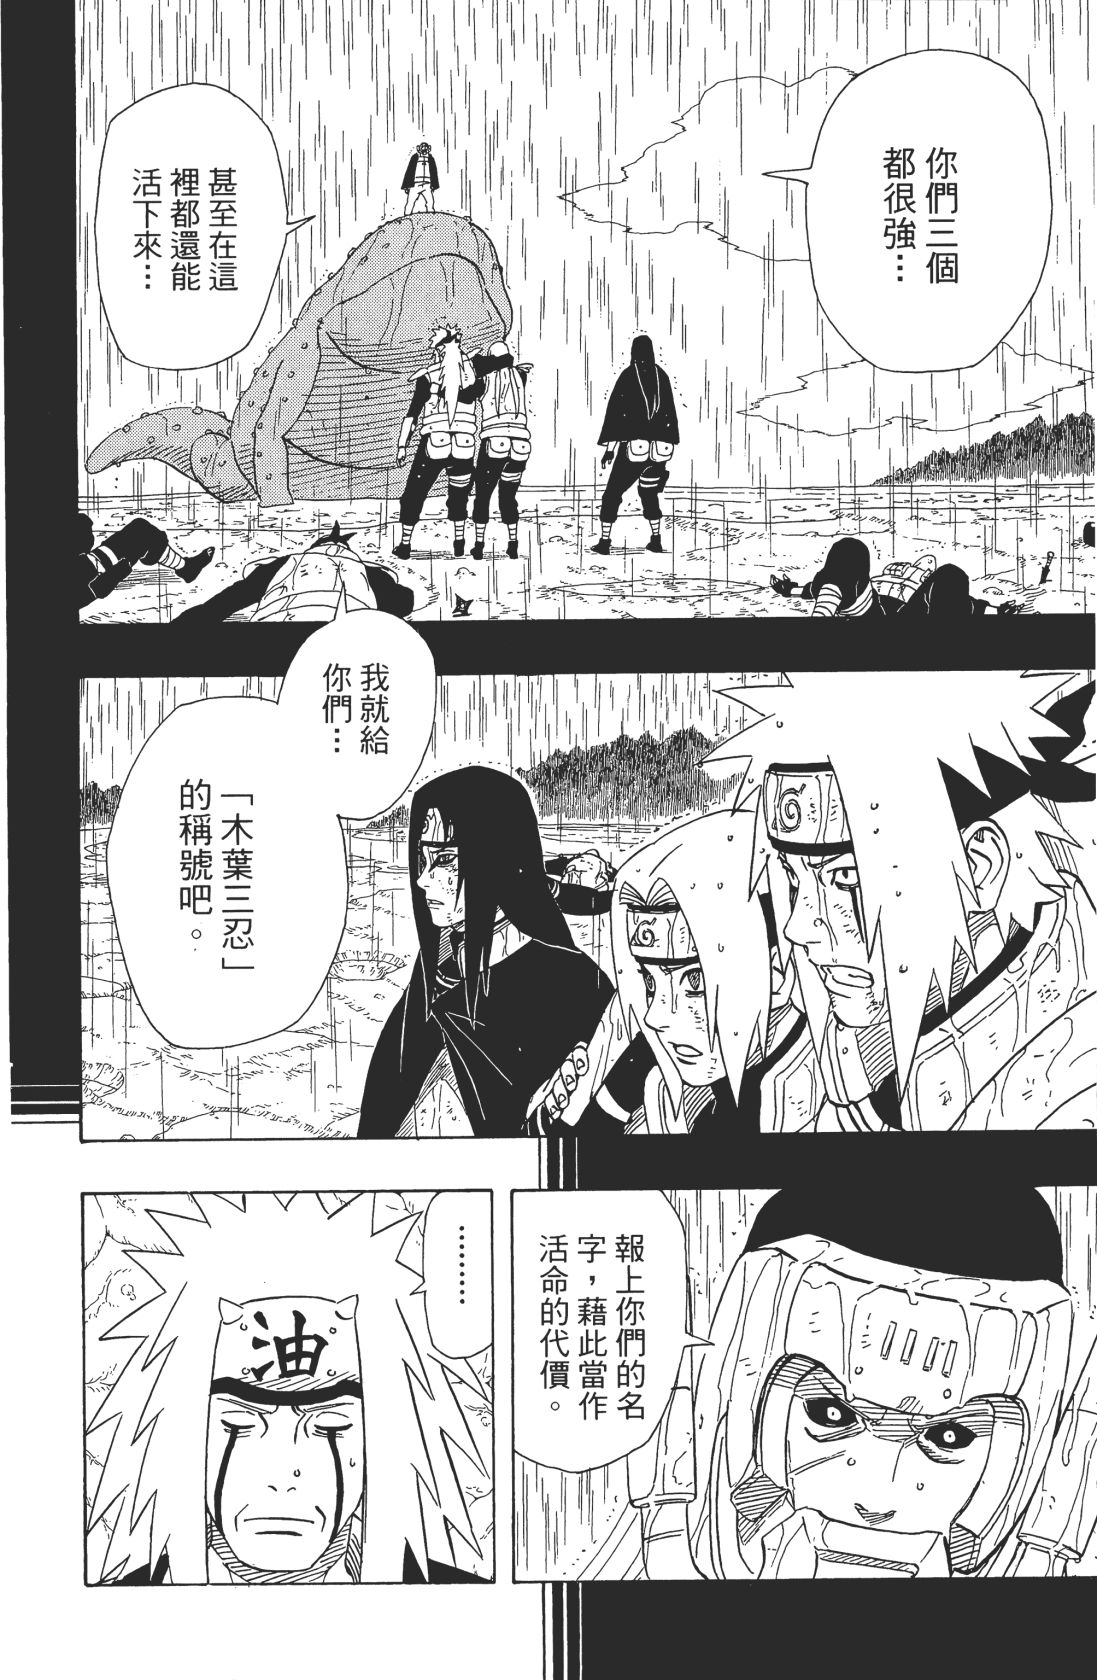 你們三個
都很強…
甚至在這
裡都還能
活下來…
我就給
你們…
「木葉三忍」
的稱號吧。
報上你們的名
字，藉此當作
活命的代價。
………
油